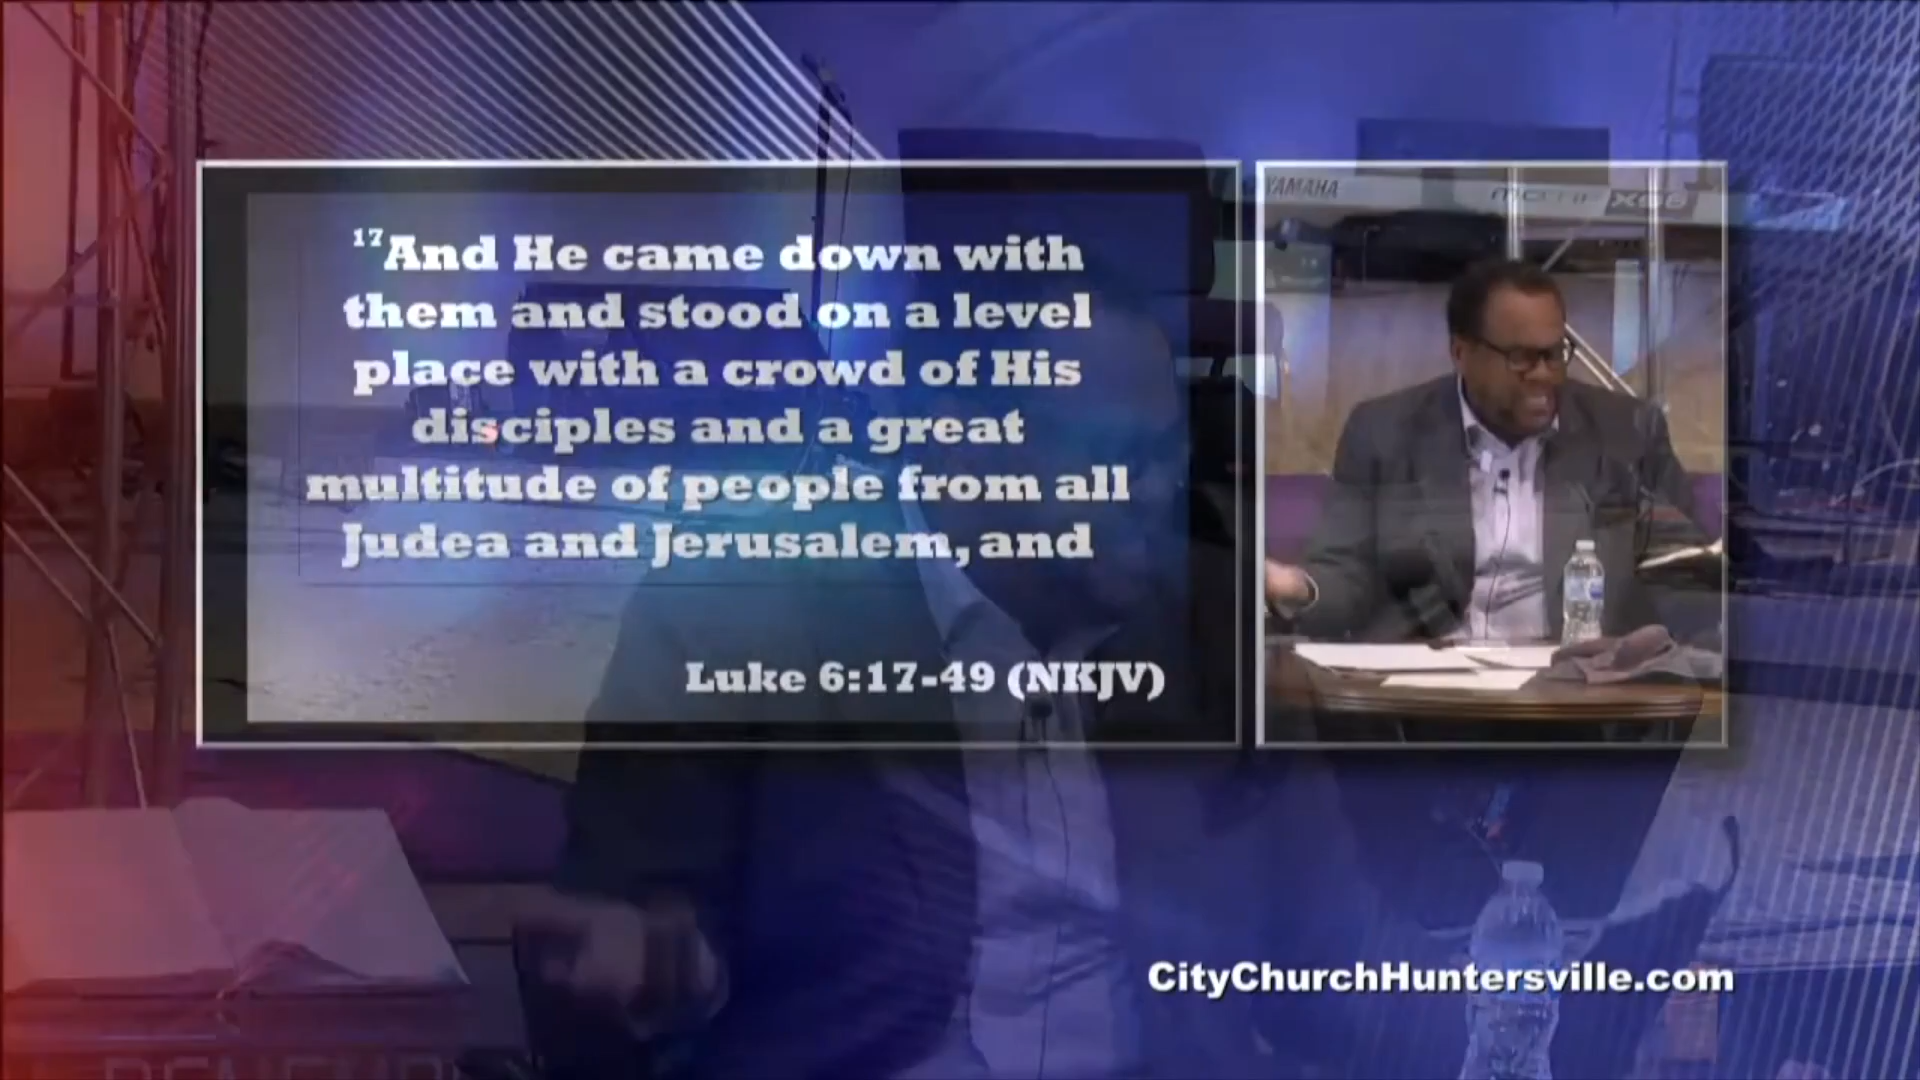 ¹⁷And He came down with
them and stood on a level
place with a crowd of His
disciples and a great
multitude of people from all
Judea and Jerusalem, and
Luke 6:17-49 (NKJV)
YAMAHA
CityChurchHuntersville.com